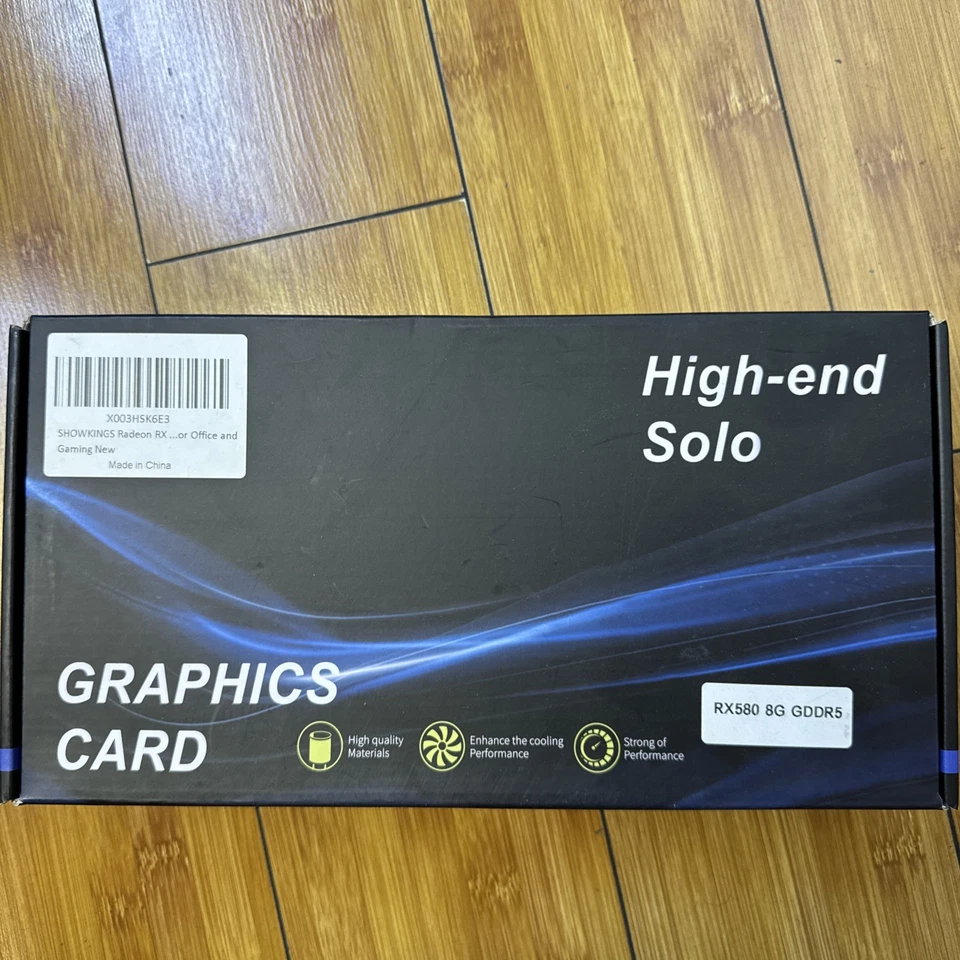 X003HSK6E3
SHOWKINGS Radeon RX ...or Office and
Gaming New
Made in China
High-end
Solo
GRAPHICS
CARD
High quality
Materials
Enhance the cooling
Performance
Strong of
Performance
RX580 8G GDDR5